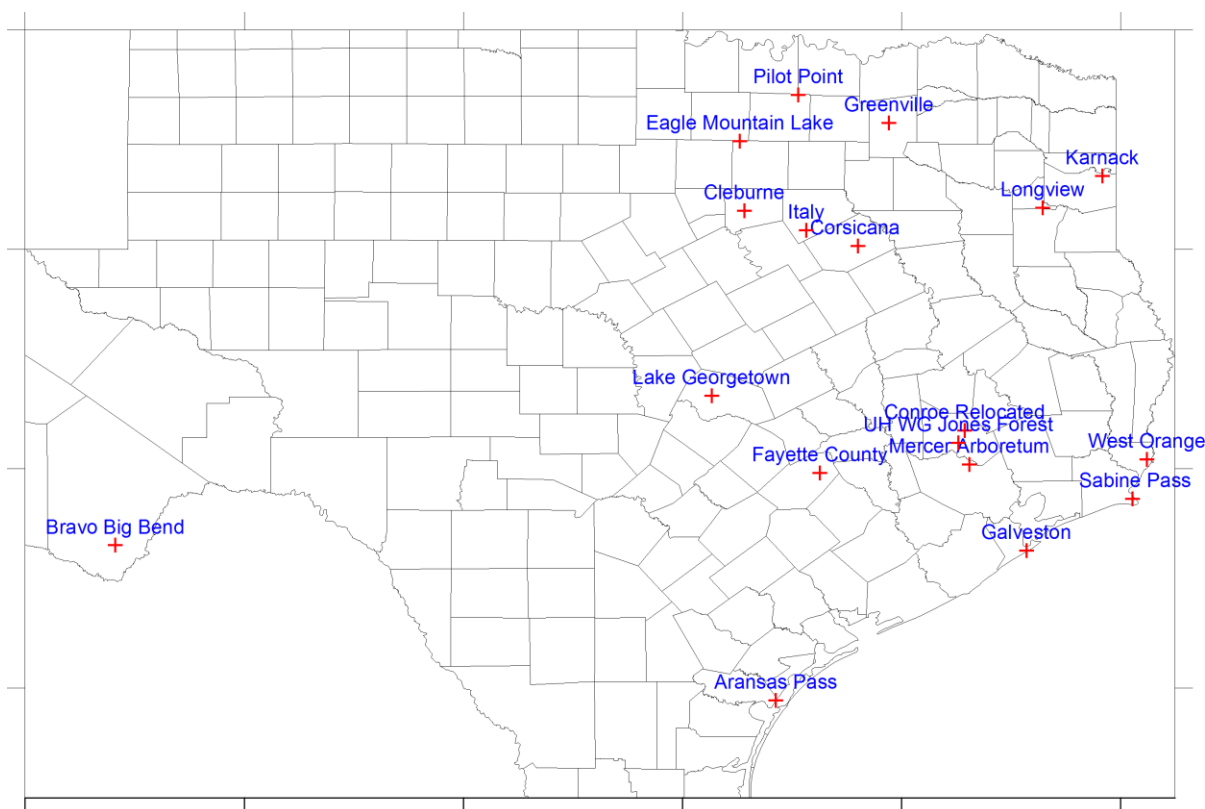 Pilot Point
Greenville
Eagle Mountain Lake
Karnack
Longview
Cleburne
Italy
Corsicana
Lake Georgetown
Conroe Relocated
UH WG Jones Forest
Mercer Arboretum
West Orange
Fayette County
Sabine Pass
Bravo Big Bend
Galveston
Aransas Pass